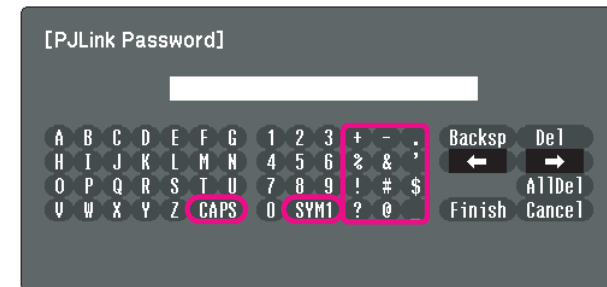 [PJLink Password]
A B C D E F G 1 2 3 + - . Backsp Del
H I J K L M N 4 5 6 % & ' ← →
O P Q R S T U 7 8 9 ! # $ AllDel
V W X Y Z CAPS 0 SYM1 ? @ _ Finish Cancel